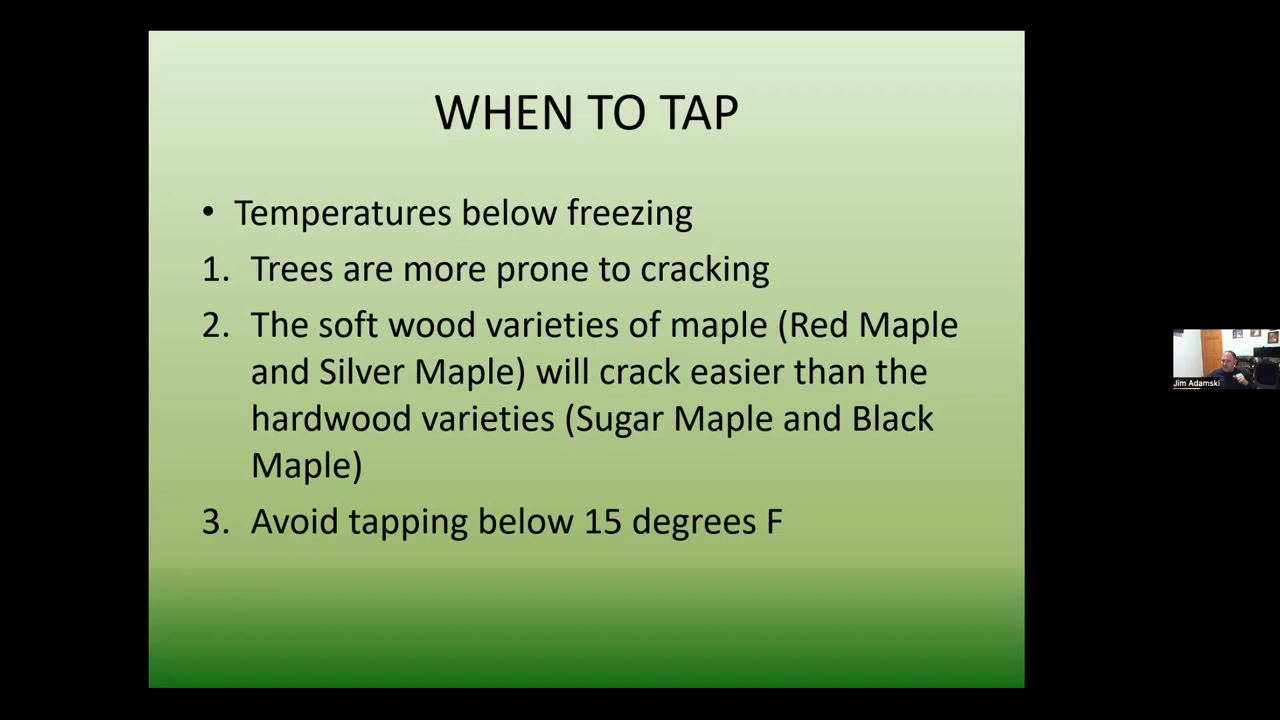 WHEN TO TAP
• Temperatures below freezing
1. Trees are more prone to cracking
2. The soft wood varieties of maple (Red Maple
and Silver Maple) will crack easier than the
hardwood varieties (Sugar Maple and Black
Maple)
3. Avoid tapping below 15 degrees F
Jim Adamski